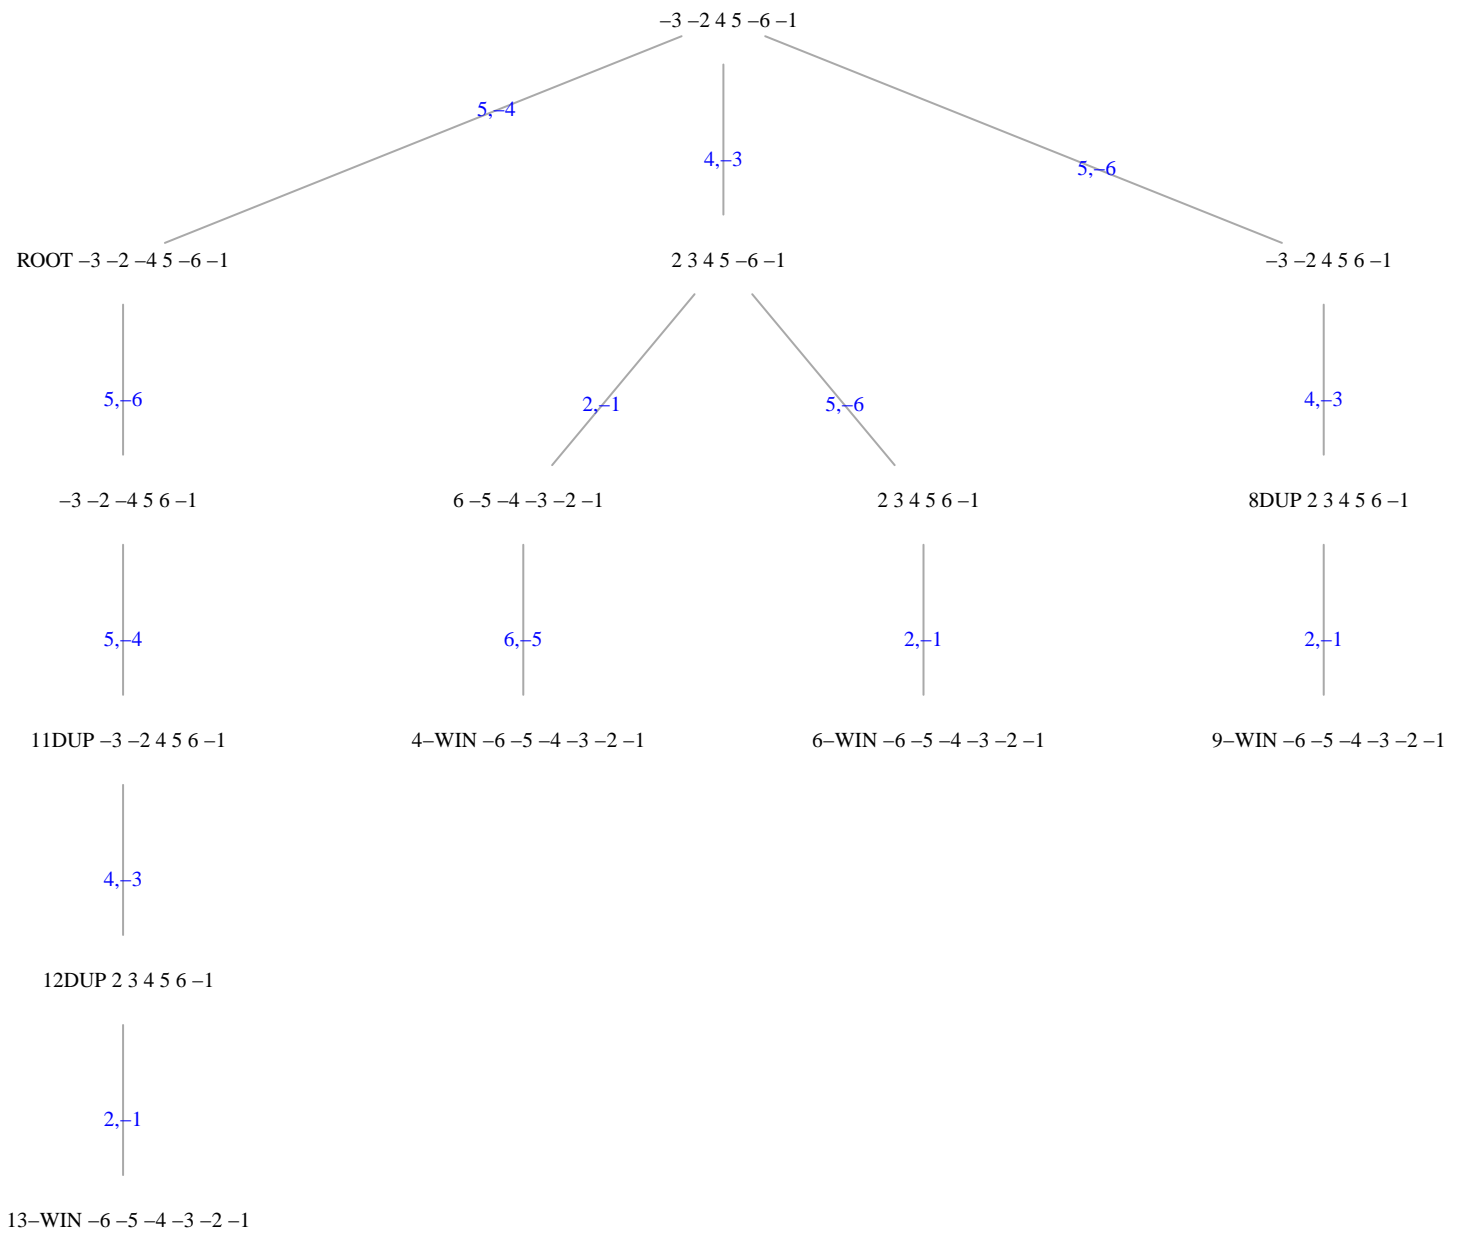 –3 –2 4 5 –6 –1
5,–4
4,–3
5,–6
ROOT –3 –2 –4 5 –6 –1
2 3 4 5 –6 –1
–3 –2 4 5 6 –1
5,–6
2,–1
5,–6
4,–3
–3 –2 –4 5 6 –1
6 –5 –4 –3 –2 –1
2 3 4 5 6 –1
8DUP 2 3 4 5 6 –1
5,–4
6,–5
2,–1
2,–1
11DUP –3 –2 4 5 6 –1
4–WIN –6 –5 –4 –3 –2 –1
6–WIN –6 –5 –4 –3 –2 –1
9–WIN –6 –5 –4 –3 –2 –1
4,–3
12DUP 2 3 4 5 6 –1
2,–1
13–WIN –6 –5 –4 –3 –2 –1